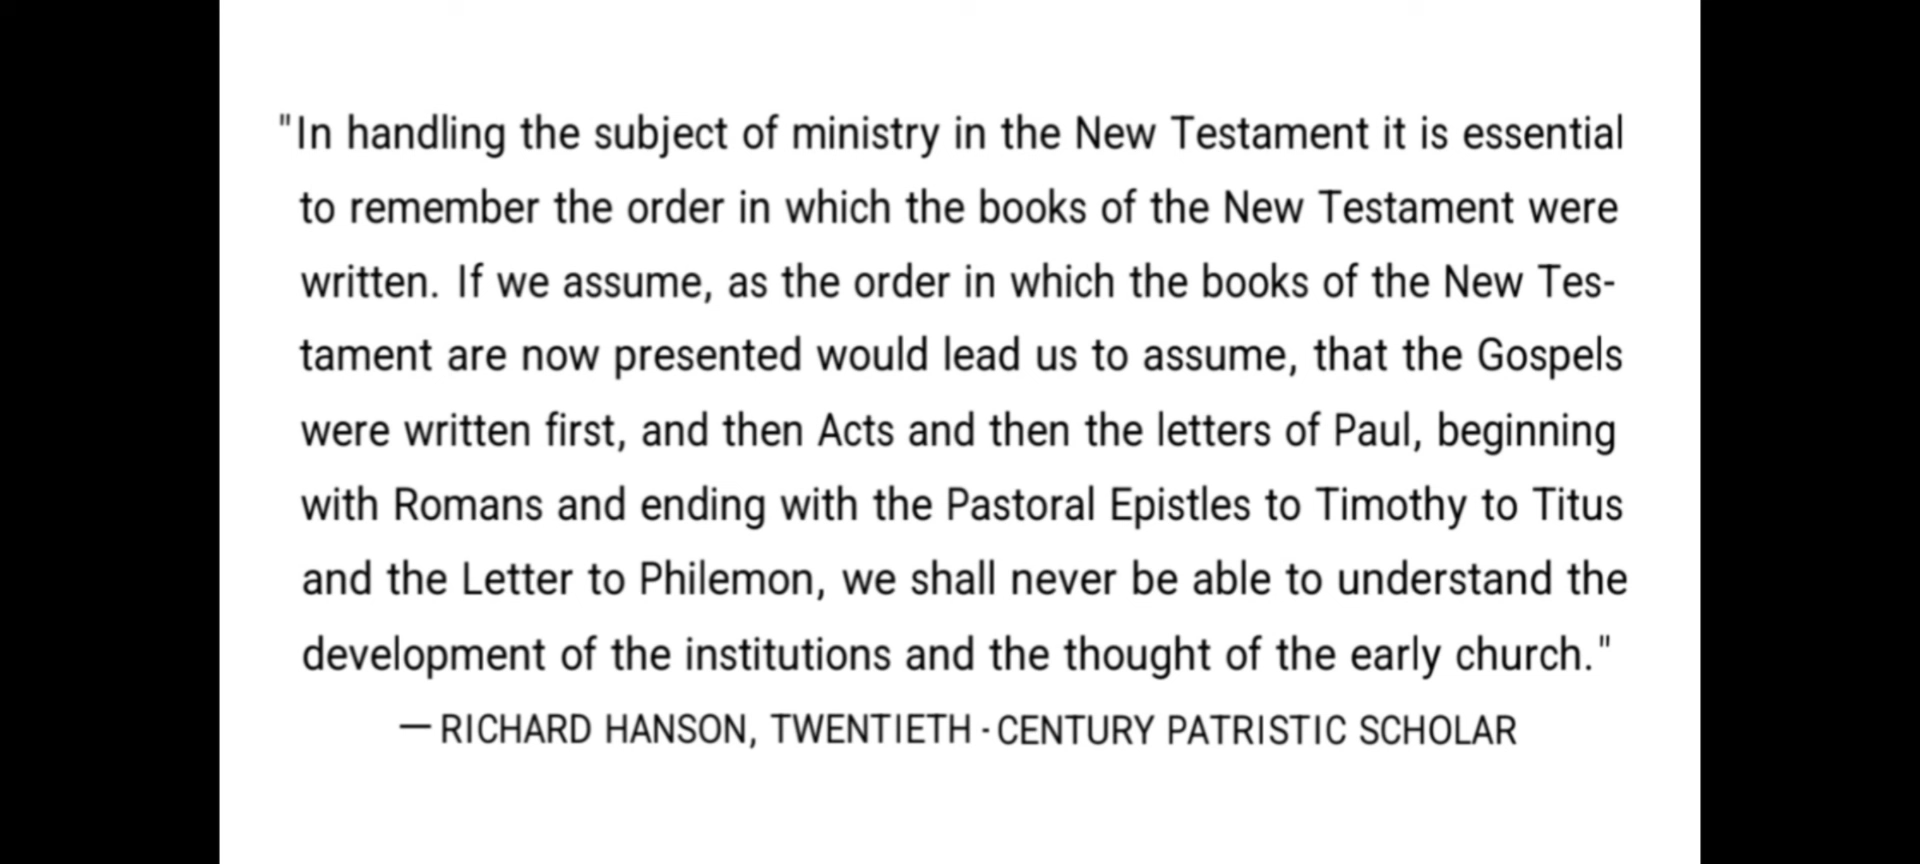 "In handling the subject of ministry in the New Testament it is essential
to remember the order in which the books of the New Testament were
written. If we assume, as the order in which the books of the New Tes-
tament are now presented would lead us to assume, that the Gospels
were written first, and then Acts and then the letters of Paul, beginning
with Romans and ending with the Pastoral Epistles to Timothy to Titus
and the Letter to Philemon, we shall never be able to understand the
development of the institutions and the thought of the early church."
— RICHARD HANSON, TWENTIETH - CENTURY PATRISTIC SCHOLAR